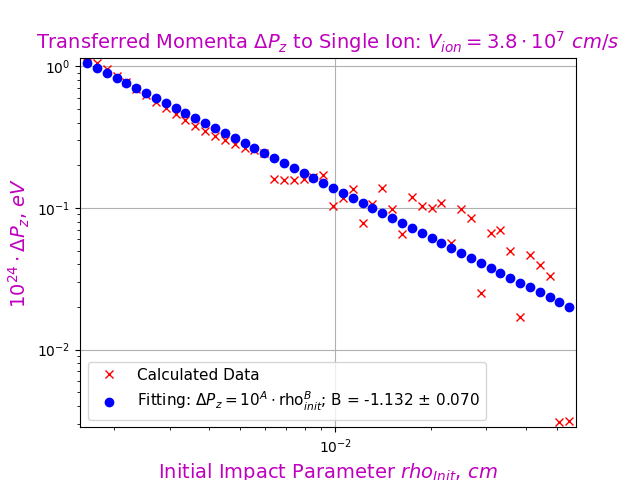 Transferred Momenta ΔP_z to Single Ion: V_ion = 3.8 · 10^7 cm/s
10^24 · ΔP_z, eV
10^0
10^−1
10^−2
Calculated Data
Fitting: ΔP_z = 10^A · rho_init^B; B = -1.132 ± 0.070
10^−2
Initial Impact Parameter rho_Init, cm